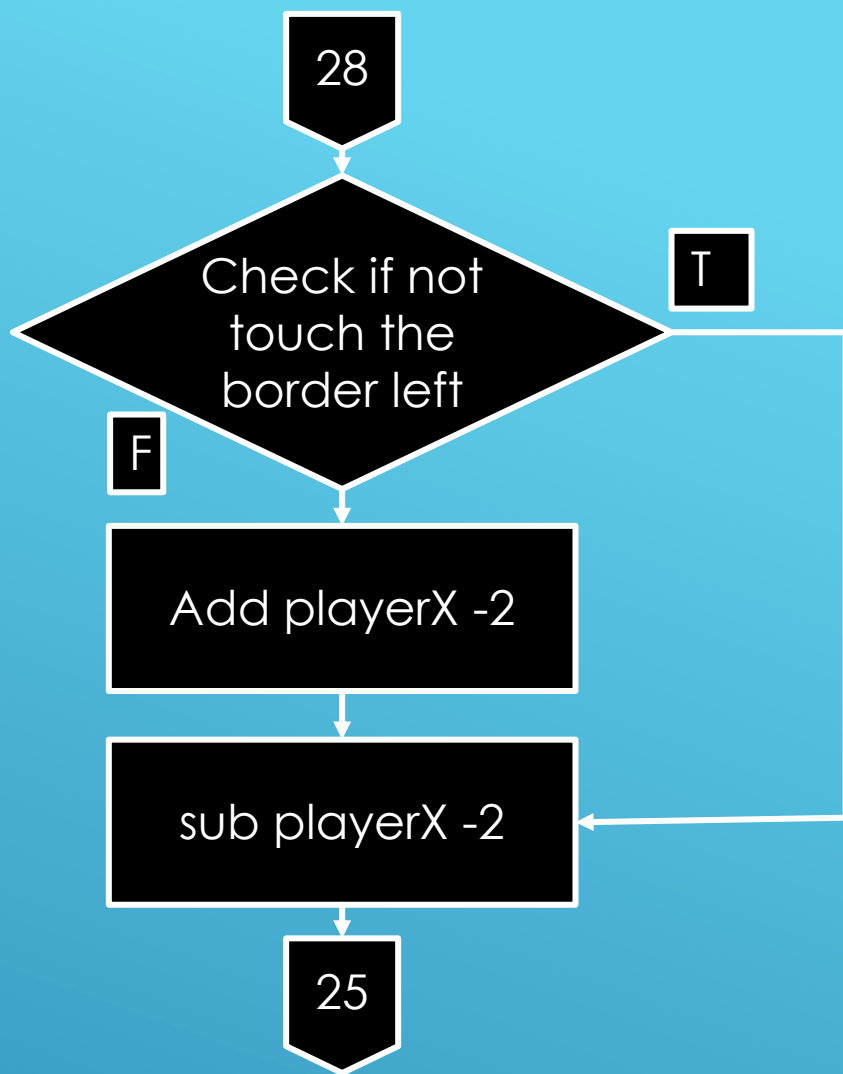 28
Check if not
touch the
border left
T
F
Add playerX -2
sub playerX -2
25